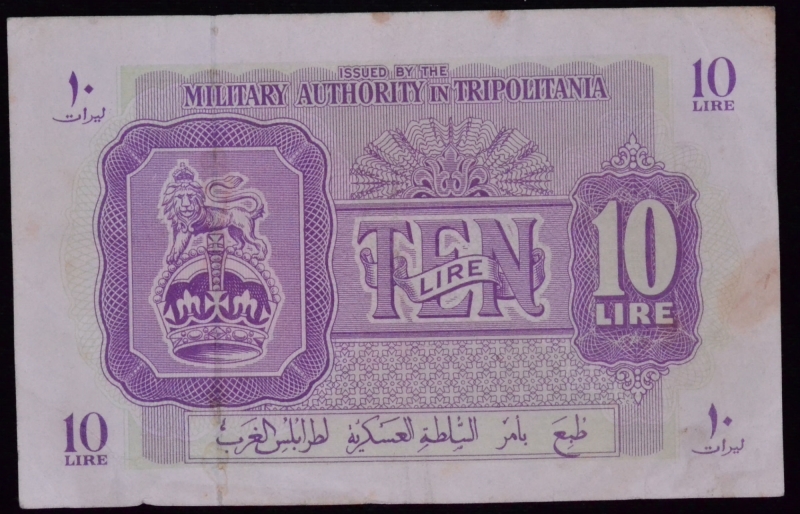 ISSUED BY THE
MILITARY AUTHORITY IN TRIPOLITANIA
١٠
ليرات
10
LIRE
TEN
LIRE
10
LIRE
10
LIRE
طبع بأمر السلطة العسكرية لطرابلس الغرب
١٠
ليرات